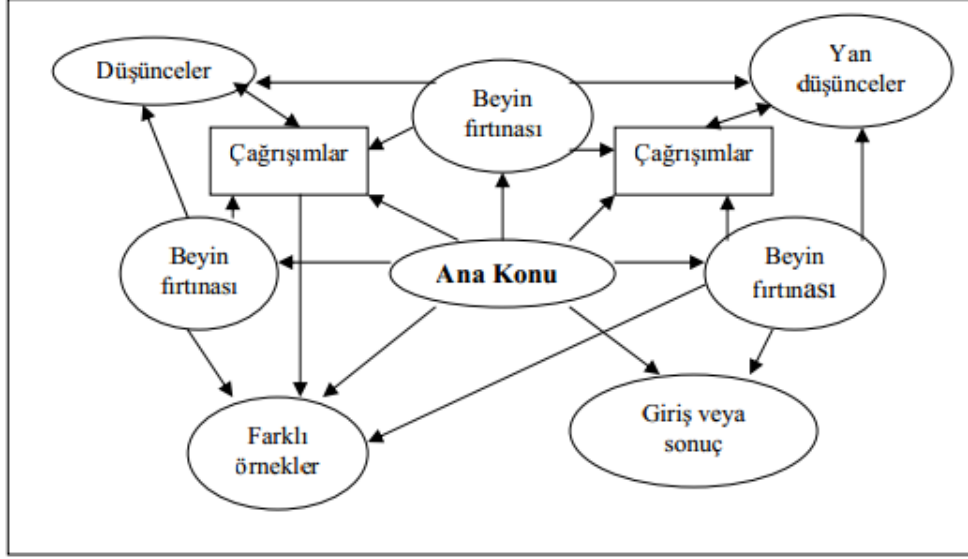 Düşünceler
Yan
düşünceler
Beyin
fırtınası
Çağrışımlar
Çağrışımlar
Beyin
fırtınası
Ana Konu
Beyin
fırtınası
Farklı
örnekler
Giriş veya
sonuç